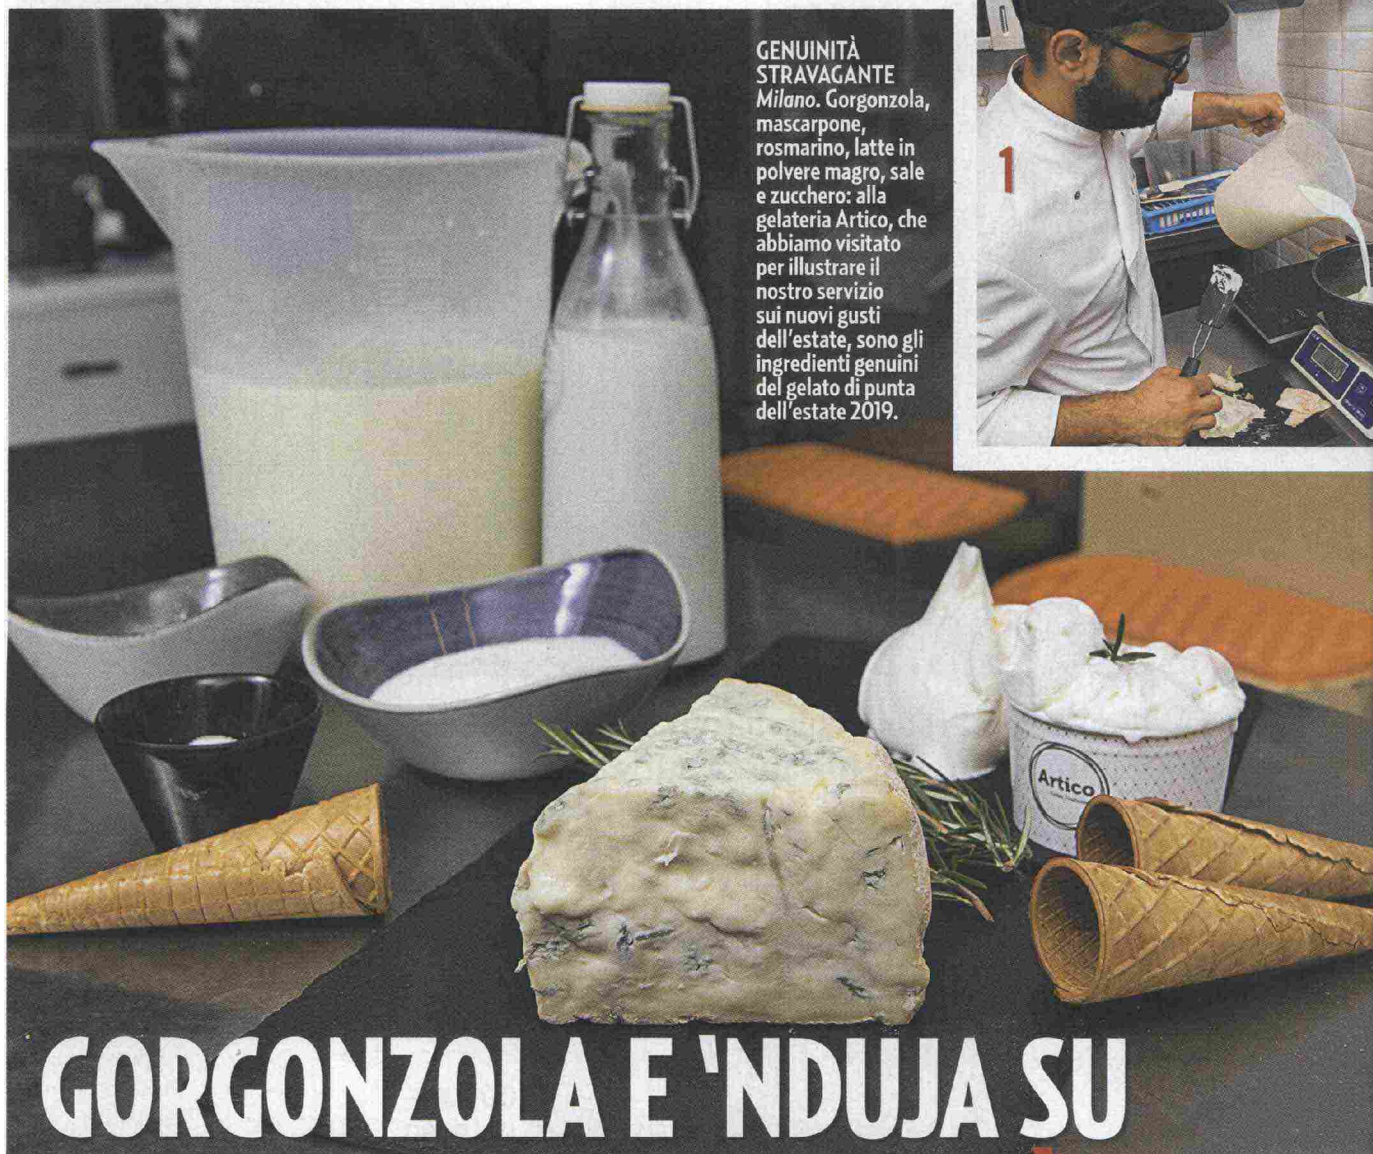 GENUINITÀ
STRAVAGANTE
Milano. Gorgonzola,
mascarpone,
rosmarino, latte in
polvere magro, sale
e zucchero: alla
gelateria Artico, che
abbiamo visitato
per illustrare il
nostro servizio
sui nuovi gusti
dell'estate, sono gli
ingredienti genuini
del gelato di punta
dell'estate 2019.
1
Artico
GORGONZOLA E 'NDUJA SU